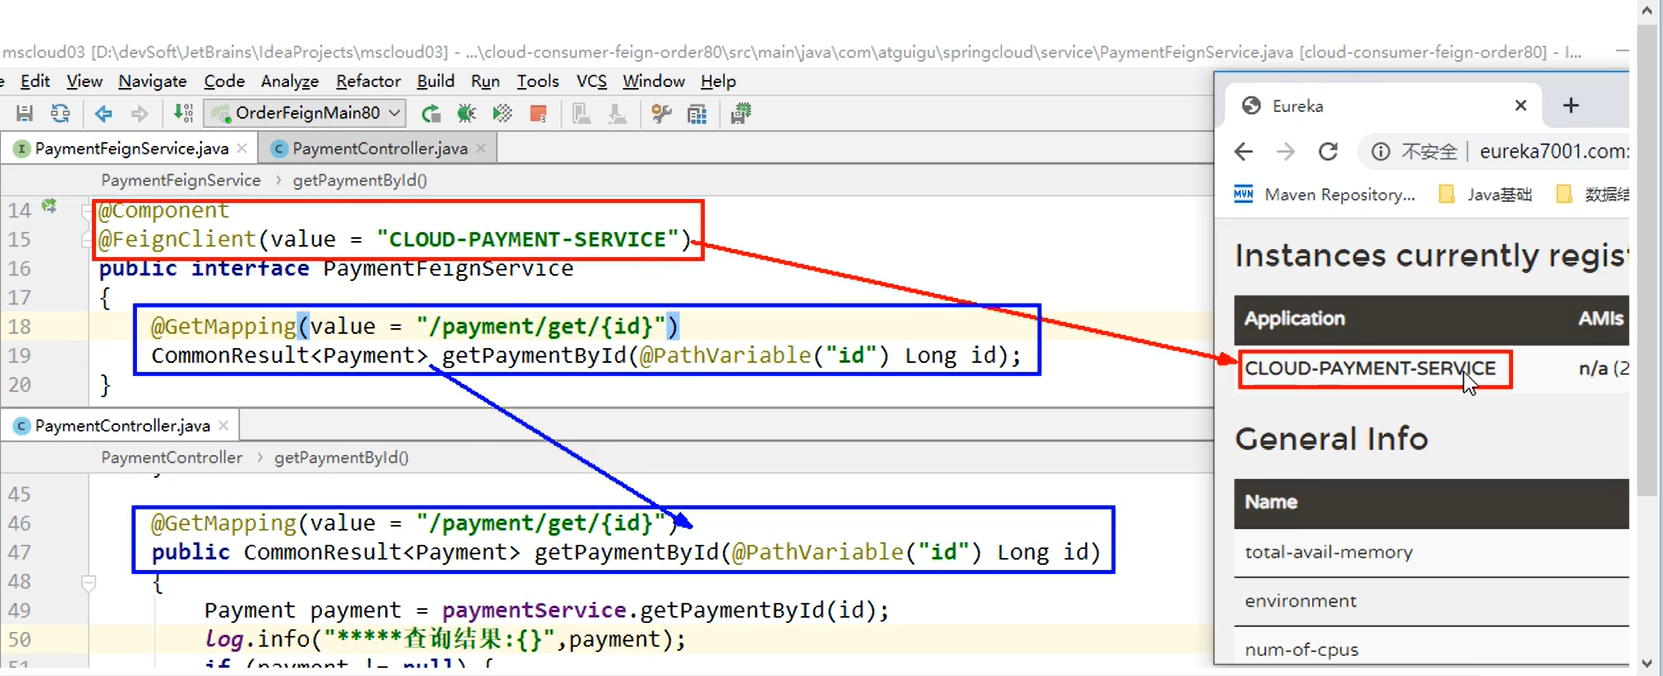 mscloud03 [D:\devSoft\JetBrains\IdeaProjects\mscloud03] - ...\cloud-consumer-feign-order80\src\main\java\com\atguigu\springcloud\service\PaymentFeignService.java [cloud-consumer-feign-order80] - I...
Edit View Navigate Code Analyze Refactor Build Run Tools VCS Window Help
OrderFeignMain80
PaymentFeignService.java PaymentController.java
PaymentFeignService › getPaymentById()
14 @Component
15 @FeignClient(value = "CLOUD-PAYMENT-SERVICE")
16 public interface PaymentFeignService
17 {
18 @GetMapping(value = "/payment/get/{id}")
19 CommonResult<Payment> getPaymentById(@PathVariable("id") Long id);
20 }
PaymentController.java
PaymentController › getPaymentById()
45
46 @GetMapping(value = "/payment/get/{id}")
47 public CommonResult<Payment> getPaymentById(@PathVariable("id") Long id)
48 {
49 Payment payment = paymentService.getPaymentById(id);
50 log.info("*****查询结果:{}",payment);
51 if (payment != null) {
Eureka
不安全 | eureka7001.com:
MVN Maven Repository... Java基础 数据结
Instances currently regis
Application AMIs
CLOUD-PAYMENT-SERVICE n/a (2
General Info
Name
total-avail-memory
environment
num-of-cpus